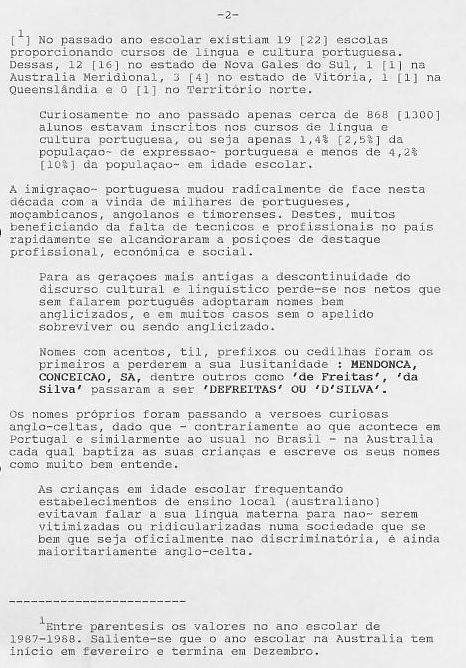 -2-
[¹] No passado ano escolar existiam 19 [22] escolas
proporcionando cursos de língua e cultura portuguesa.
Dessas, 12 [16] no estado de Nova Gales do Sul, 1 [1] na
Australia Meridional, 3 [4] no estado de Vitória, 1 [1] na
Queenslândia e 0 [1] no Território norte.
Curiosamente no ano passado apenas cerca de 868 [1300]
alunos estavam inscritos nos cursos de língua e
cultura portuguesa, ou seja apenas 1,4% [2,5%] da
populaçao- de expressao- portuguesa e menos de 4,2%
[10%] da populaçao- em idade escolar.
A imigraçao- portuguesa mudou radicalmente de face nesta
década com a vinda de milhares de portugueses,
moçambicanos, angolanos e timorenses. Destes, muitos
beneficiando da falta de tecnicos e profissionais no país
rapidamente se alcandoraram a posiçoes de destaque
profissional, económica e social.
Para as geraçoes mais antigas a descontinuidade do
discurso cultural e linguistico perde-se nos netos que
sem falarem português adoptaram nomes bem
anglicizados, e em muitos casos sem o apelido
sobreviver ou sendo anglicizado.
Nomes com acentos, til, prefixos ou cedilhas foram os
primeiros a perderem a sua lusitanidade : MENDONCA,
CONCEICAO, SA, dentre outros como 'de Freitas', 'da
Silva' passaram a ser 'DEFREITAS' OU 'D'SILVA'.
Os nomes próprios foram passando a versoes curiosas
anglo-celtas, dado que - contrariamente ao que acontece em
Portugal e similarmente ao usual no Brasil - na Australia
cada qual baptiza as suas crianças e escreve os seus nomes
como muito bem entende.
As crianças em idade escolar frequentando
estabelecimentos de ensino local (australiano)
evitavam falar a sua língua materna para nao- serem
vitimizadas ou ridicularizadas numa sociedade que se
bem que seja oficialmente nao discriminatória, é ainda
maioritariamente anglo-celta.
¹Entre parentesis os valores no ano escolar de
1987-1988. Saliente-se que o ano escolar na Australia tem
início em fevereiro e termina em Dezembro.